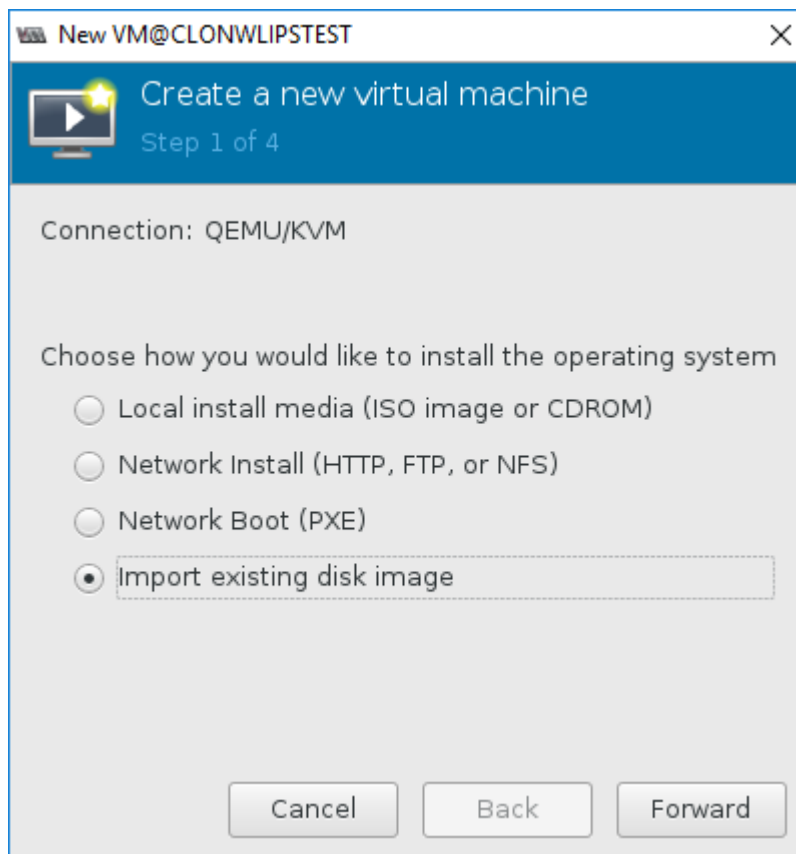 New VM@CLONWLIPSTEST
Create a new virtual machine
Step 1 of 4
Connection: QEMU/KVM
Choose how you would like to install the operating system
Local install media (ISO image or CDROM)
Network Install (HTTP, FTP, or NFS)
Network Boot (PXE)
Import existing disk image
Cancel Back Forward